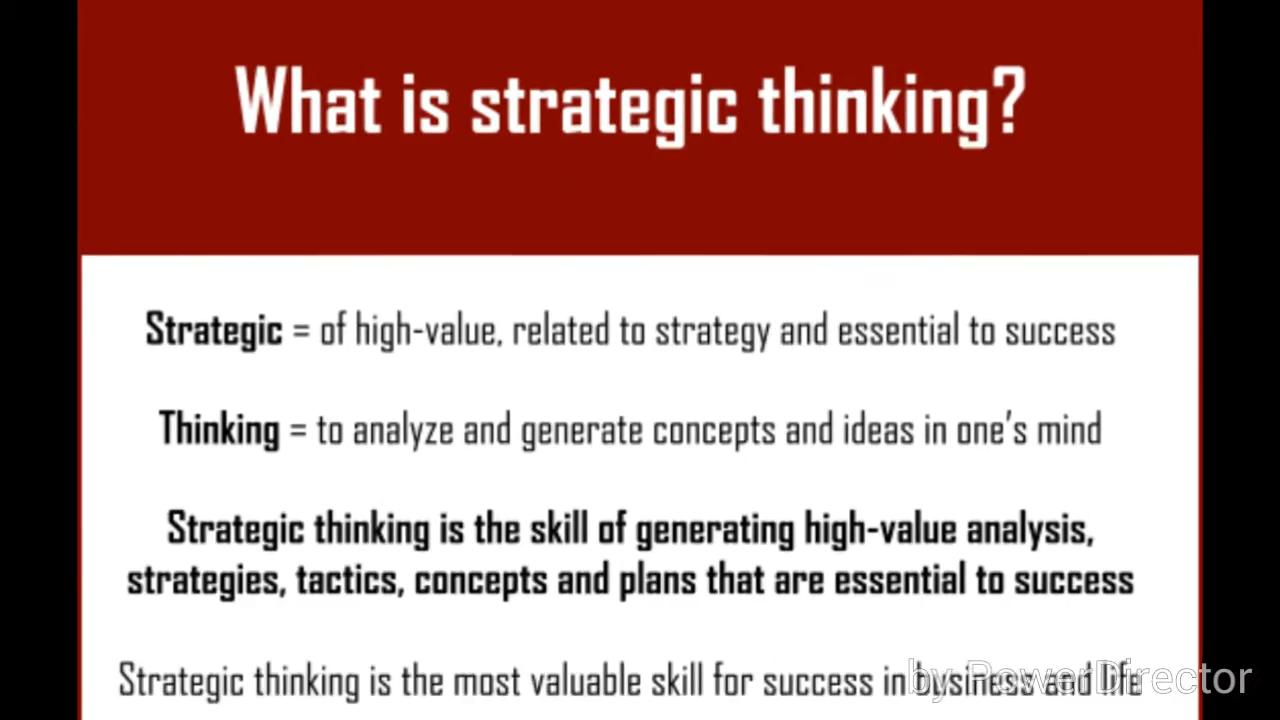 What is strategic thinking?
Strategic = of high-value, related to strategy and essential to success
Thinking = to analyze and generate concepts and ideas in one's mind
Strategic thinking is the skill of generating high-value analysis,
strategies, tactics, concepts and plans that are essential to success
Strategic thinking is the most valuable skill for success in business and life
by PowerDirector